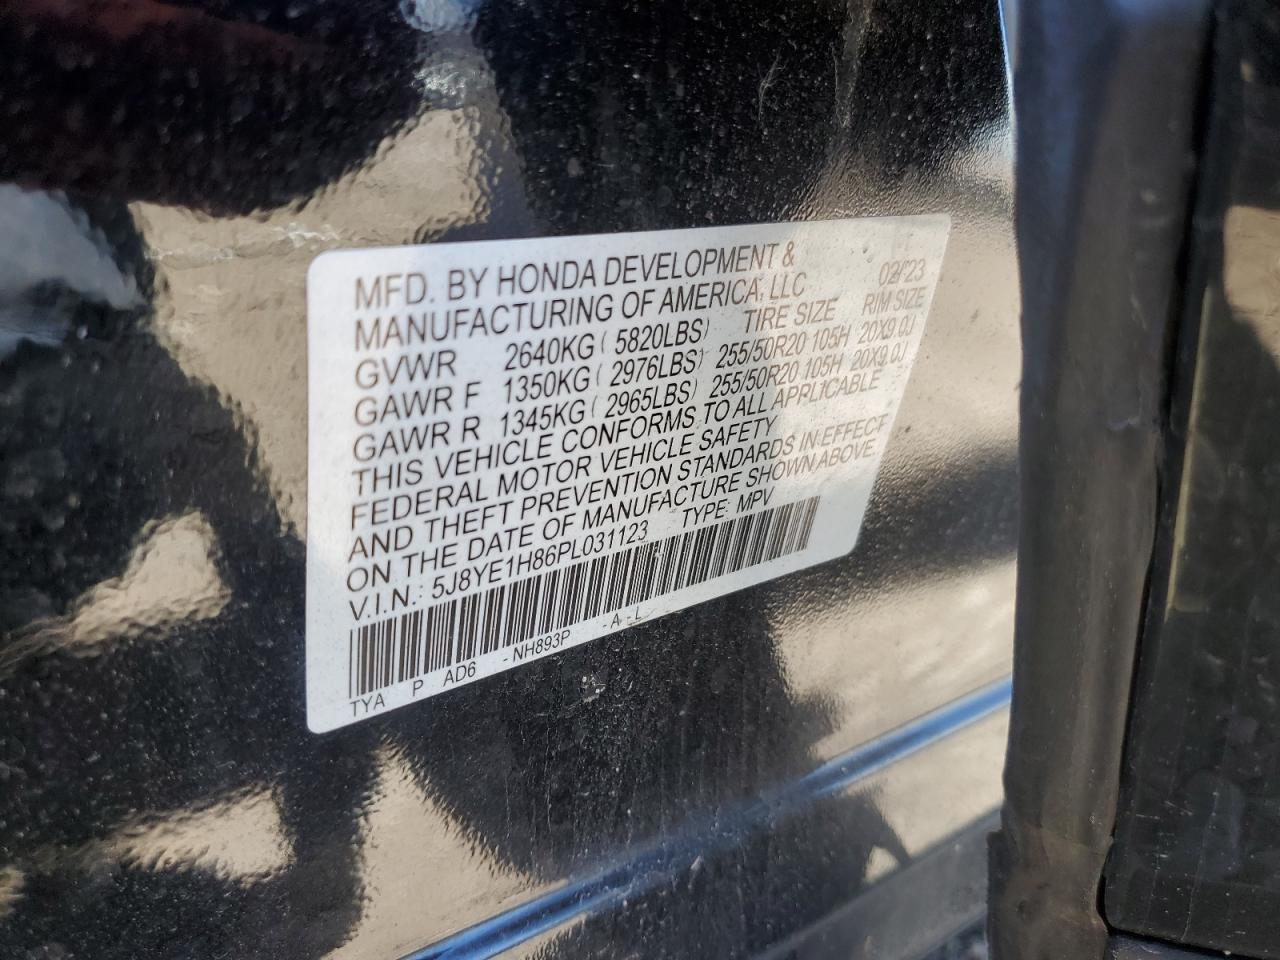 MFD. BY HONDA DEVELOPMENT &
MANUFACTURING OF AMERICA, LLC 02/'23
GVWR 2640KG ( 5820LBS) TIRE SIZE RIM SIZE
GAWR F 1350KG ( 2976LBS) 255/50R20 105H 20X9.0J
GAWR R 1345KG ( 2965LBS) 255/50R20 105H 20X9.0J
THIS VEHICLE CONFORMS TO ALL APPLICABLE
FEDERAL MOTOR VEHICLE SAFETY
AND THEFT PREVENTION STANDARDS IN EFFECT
ON THE DATE OF MANUFACTURE SHOWN ABOVE.
V.I.N.: 5J8YE1H86PL031123 TYPE: MPV
TYA P AD6 -NH893P -A-L